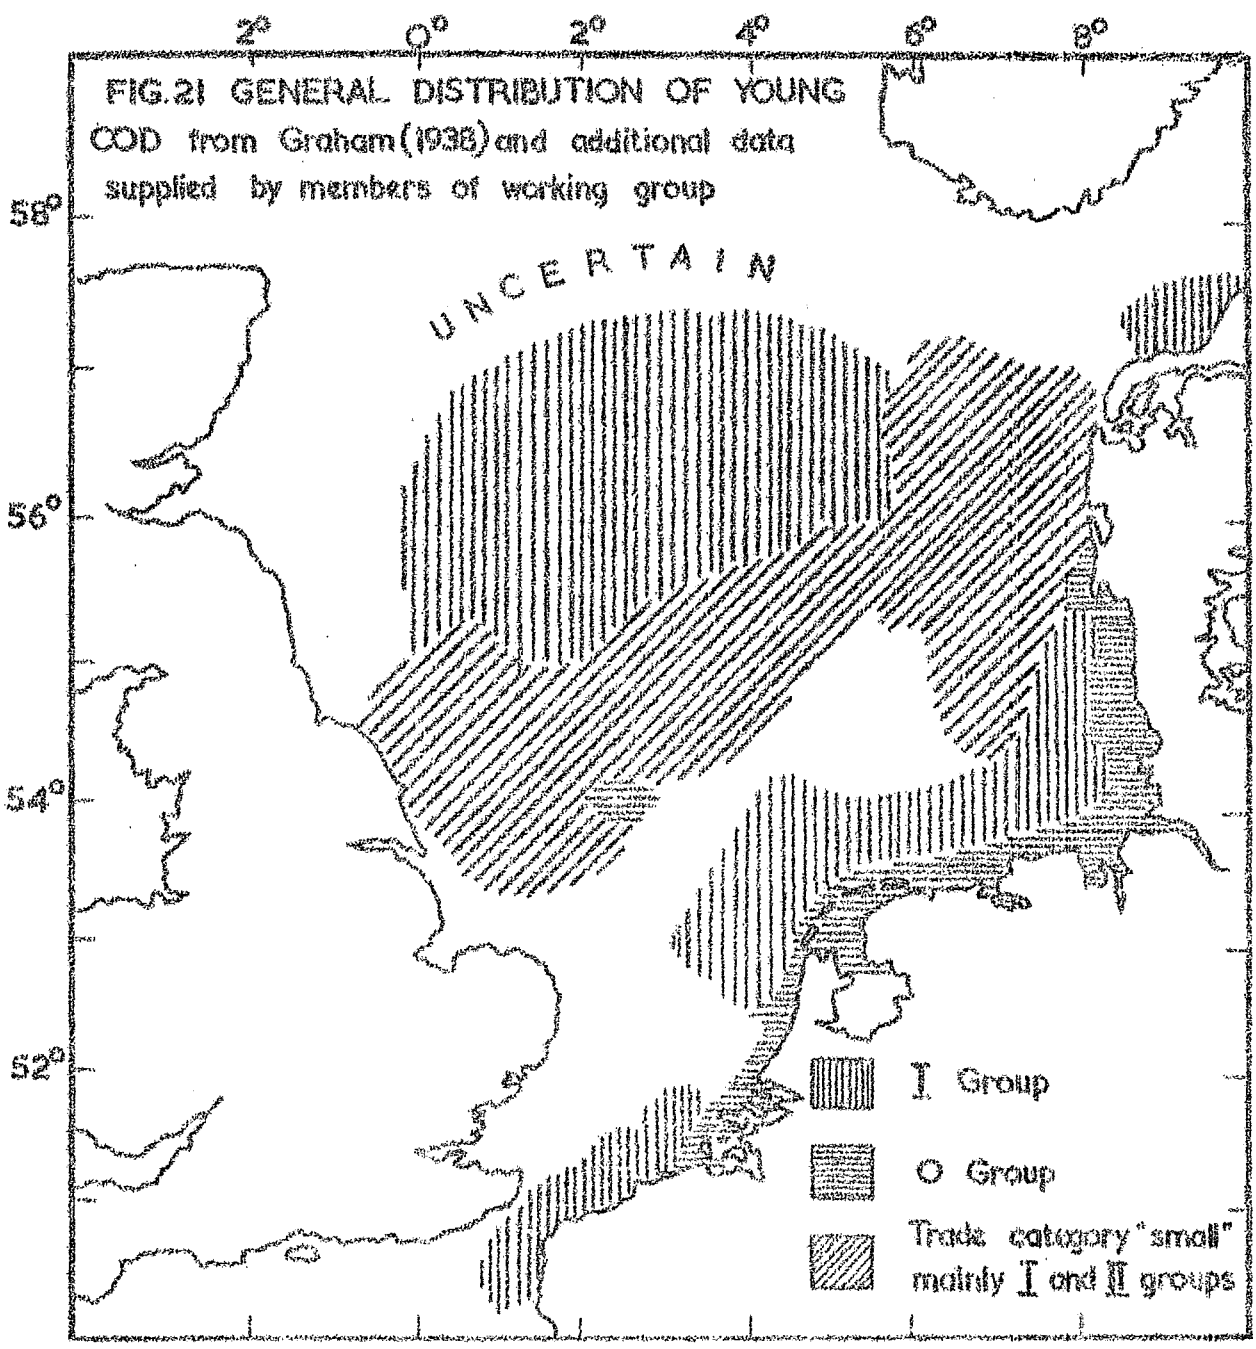 2° 0° 2° 4° 6° 8°
FIG.21 GENERAL DISTRIBUTION OF YOUNG
COD from Graham(1938)and additional data
supplied by members of working group
58°
UNCERTAIN
56°
54°
52°
I Group
O Group
Trade category "small"
mainly I and II groups